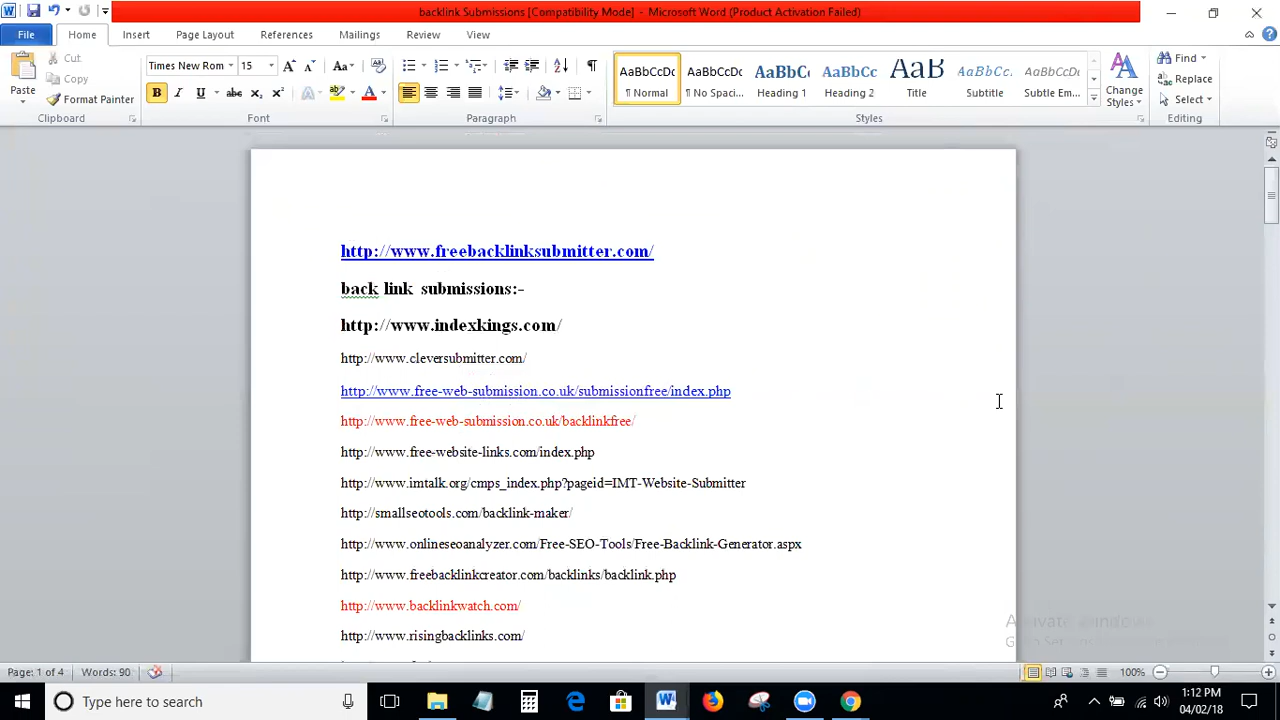 backlink Submissions [Compatibility Mode] - Microsoft Word (Product Activation Failed)
File Home Insert Page Layout References Mailings Review View
Paste
Cut
Copy
Format Painter
Clipboard
Times New Rom 15
Font
Paragraph
AaBbCcDc AaBbCcDc AaBbCc AaBbCc AaB AaBbCcDc AaBbCcDc
¶ Normal ¶ No Spaci... Heading 1 Heading 2 Title Subtitle Subtle Em...
Change Styles
Styles
Find
Replace
Select
Editing
http://www.freebacklinksubmitter.com/
back link submissions:-
http://www.indexkings.com/
http://www.cleversubmitter.com/
http://www.free-web-submission.co.uk/submissionfree/index.php
http://www.free-web-submission.co.uk/backlinkfree/
http://www.free-website-links.com/index.php
http://www.imtalk.org/cmps_index.php?pageid=IMT-Website-Submitter
http://smallseotools.com/backlink-maker/
http://www.onlineseoanalyzer.com/Free-SEO-Tools/Free-Backlink-Generator.aspx
http://www.freebacklinkcreator.com/backlinks/backlink.php
http://www.backlinkwatch.com/
http://www.risingbacklinks.com/
Activate Windows
Page: 1 of 4 Words: 90 100%
Type here to search
1:12 PM
04/02/18